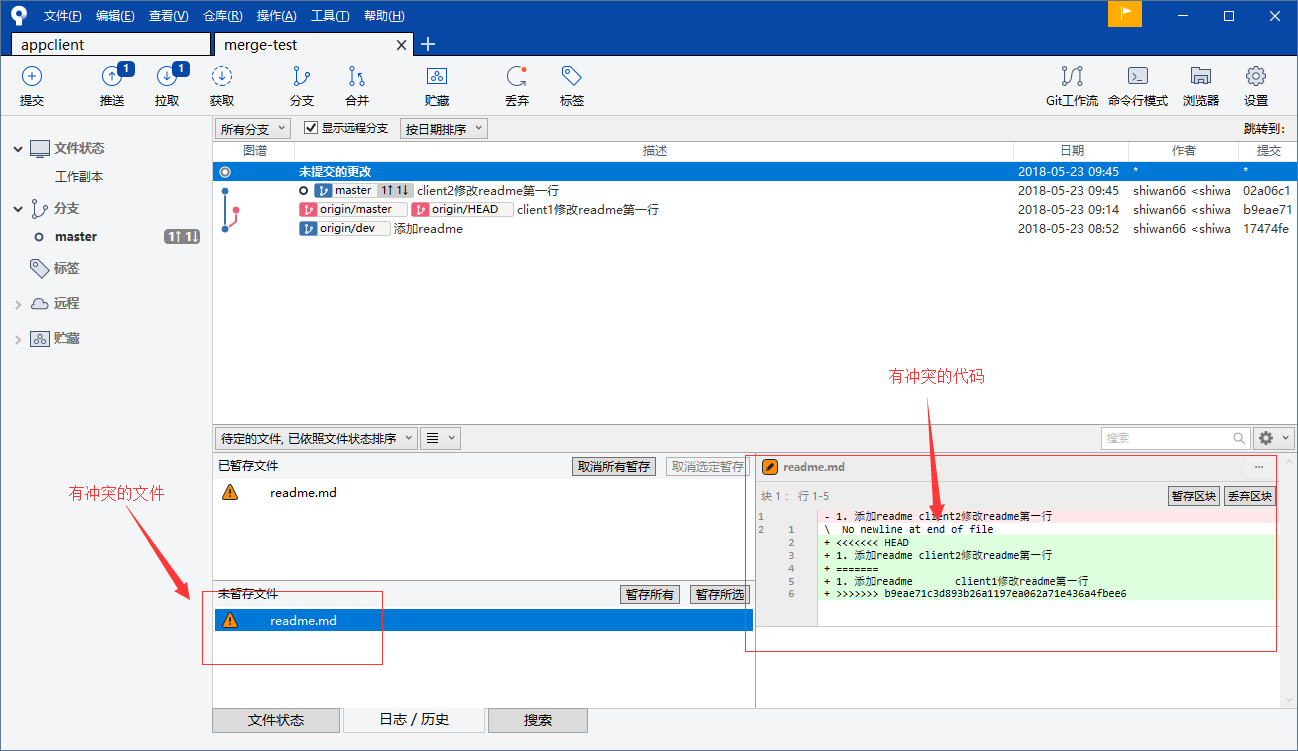 文件(F) 编辑(E) 查看(V) 仓库(R) 操作(A) 工具(T) 帮助(H)
appclient merge-test
1 1
提交 推送 拉取 获取 分支 合并 贮藏 丢弃 标签 Git工作流 命令行模式 浏览器 设置
所有分支 显示远程分支 按日期排序 跳转到:
图谱 描述 日期 作者 提交
未提交的更改 2018-05-23 09:45 * *
master 1↑ 1↓ client2修改readme第一行 2018-05-23 09:45 shiwan66 <shiwa 02a06c1
origin/master origin/HEAD client1修改readme第一行 2018-05-23 09:14 shiwan66 <shiwa b9eae71
origin/dev 添加readme 2018-05-23 08:52 shiwan66 <shiwa 17474fe
文件状态
工作副本
分支
master 1↑ 1↓
标签
远程
贮藏
有冲突的代码
有冲突的文件
待定的文件, 已依照文件状态排序 搜索
已暂存文件 取消所有暂存 取消选定暂存
readme.md
未暂存文件 暂存所有 暂存所选
readme.md
readme.md ...
块 1 : 行 1-5 暂存区块 丢弃区块
1 - 1. 添加readme client2修改readme第一行
2 1 \ No newline at end of file
2 + <<<<<<< HEAD
3 + 1. 添加readme client2修改readme第一行
4 + =======
5 + 1. 添加readme client1修改readme第一行
6 + >>>>>>> b9eae71c3d893b26a1197ea062a71e436a4fbee6
文件状态 日志 / 历史 搜索